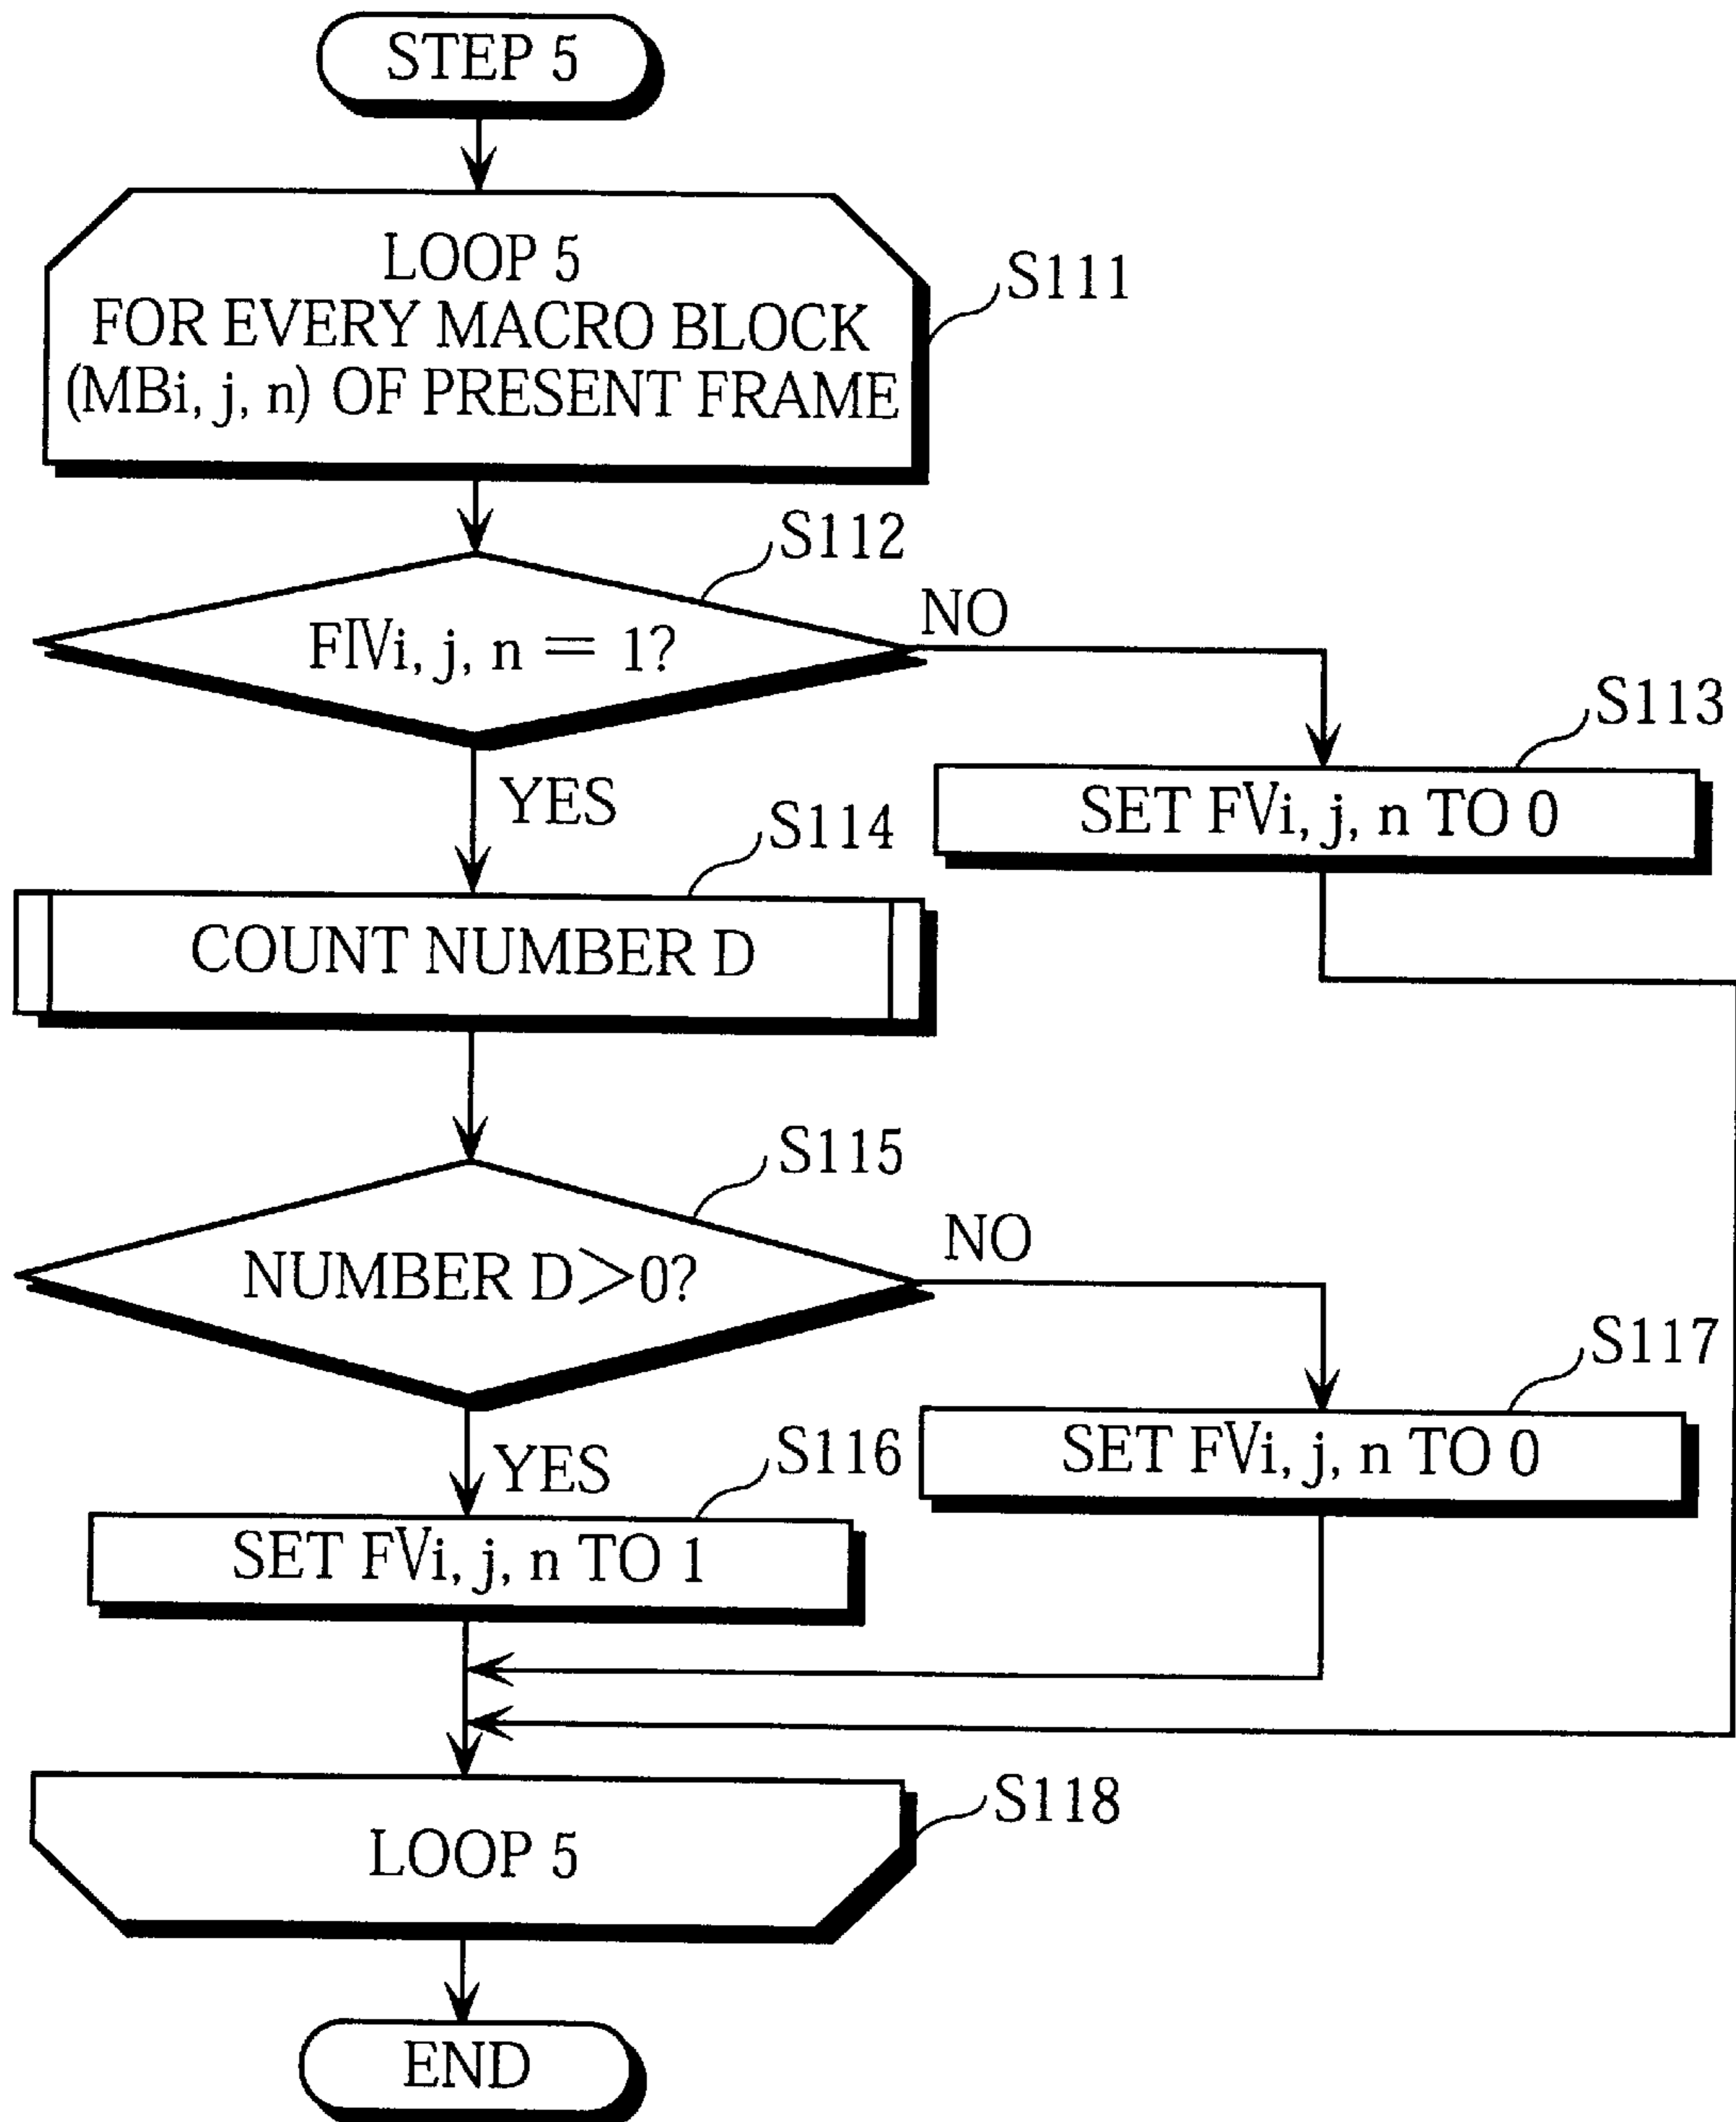 STEP 5
LOOP 5
FOR EVERY MACRO BLOCK
(MBi, j, n) OF PRESENT FRAME
S111
S112
FIVi, j, n = 1?
NO
S113
SET FVi, j, n TO 0
YES
S114
COUNT NUMBER D
S115
NUMBER D>0?
NO
S117
SET FVi, j, n TO 0
YES
S116
SET FVi, j, n TO 1
S118
LOOP 5
END